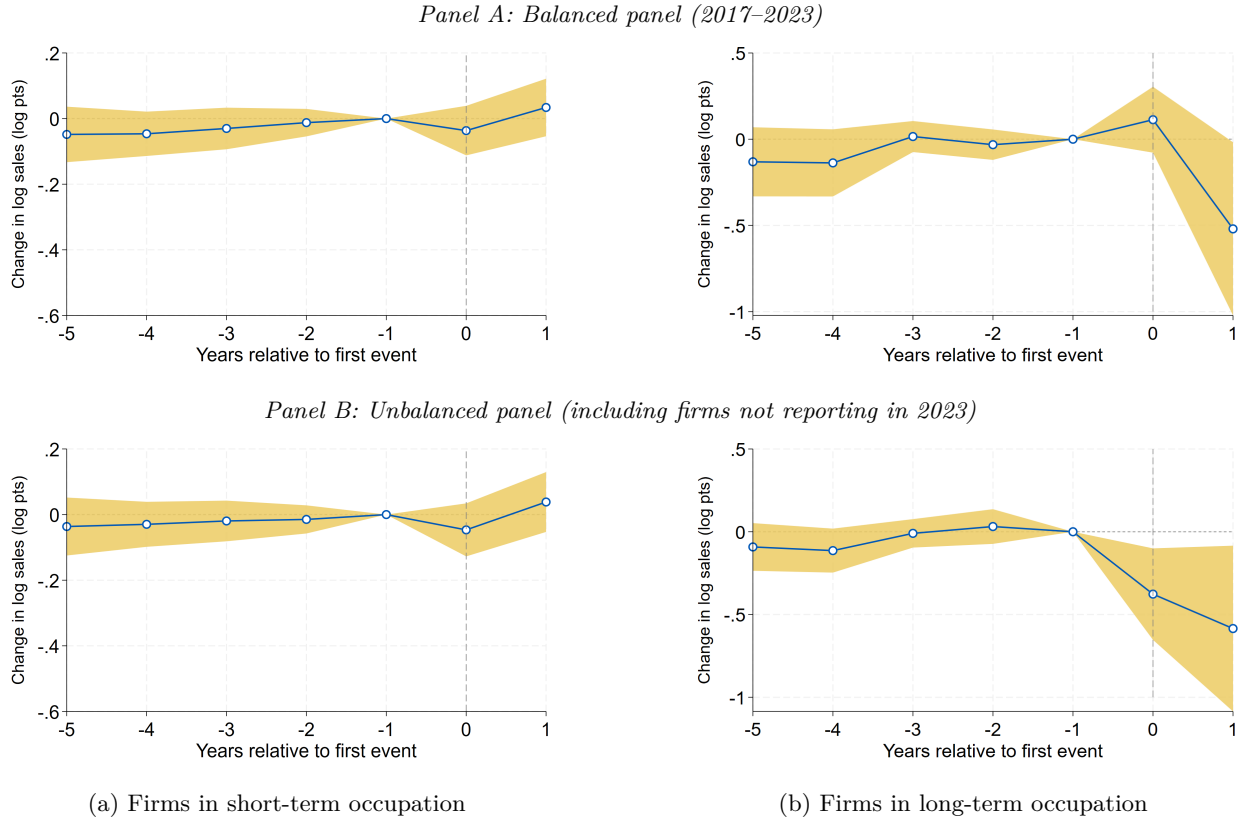 Panel A: Balanced panel (2017–2023)
Change in log sales (log pts)
.2
0
-.2
-.4
-.6
-5 -4 -3 -2 -1 0 1
Years relative to first event
Change in log sales (log pts)
.5
0
-.5
-1
-5 -4 -3 -2 -1 0 1
Years relative to first event
Panel B: Unbalanced panel (including firms not reporting in 2023)
Change in log sales (log pts)
.2
0
-.2
-.4
-.6
-5 -4 -3 -2 -1 0 1
Years relative to first event
Change in log sales (log pts)
.5
0
-.5
-1
-5 -4 -3 -2 -1 0 1
Years relative to first event
(a) Firms in short-term occupation
(b) Firms in long-term occupation